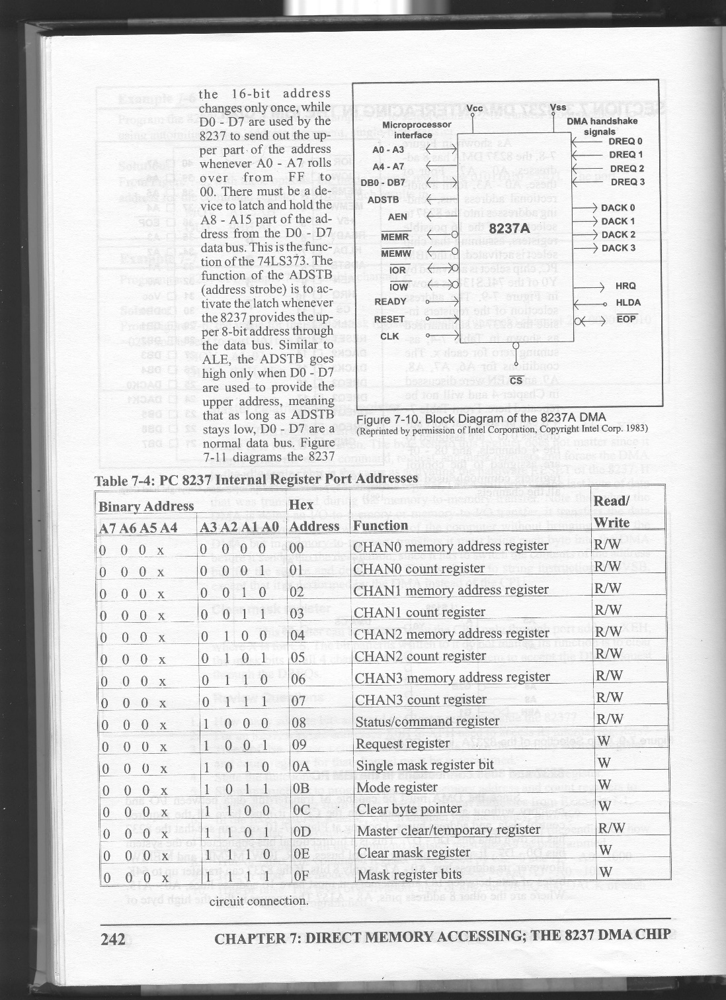 the 16-bit address
changes only once, while
D0 - D7 are used by the
8237 to send out the up-
per part of the address
whenever A0 - A7 rolls
over from FF to
00. There must be a de-
vice to latch and hold the
A8 - A15 part of the ad-
dress from the D0 - D7
data bus. This is the func-
tion of the 74LS373. The
function of the ADSTB
(address strobe) is to ac-
tivate the latch whenever
the 8237 provides the up-
per 8-bit address through
the data bus. Similar to
ALE, the ADSTB goes
high only when D0 - D7
are used to provide the
upper address, meaning
that as long as ADSTB
stays low, D0 - D7 are a
normal data bus. Figure
7-11 diagrams the 8237
Vcc Vss
Microprocessor
interface
DMA handshake
signals
A0 - A3
A4 - A7
DB0 - DB7
ADSTB
AEN
MEMR
MEMW
IOR
IOW
READY
RESET
CLK
8237A
DREQ 0
DREQ 1
DREQ 2
DREQ 3
DACK 0
DACK 1
DACK 2
DACK 3
HRQ
HLDA
EOP
CS
Figure 7-10. Block Diagram of the 8237A DMA
(Reprinted by permission of Intel Corporation, Copyright Intel Corp. 1983)
Table 7-4: PC 8237 Internal Register Port Addresses
Binary Address Hex Read/
A7 A6 A5 A4 A3 A2 A1 A0 Address Function Write
0 0 0 x 0 0 0 0 00 CHAN0 memory address register R/W
0 0 0 x 0 0 0 1 01 CHAN0 count register R/W
0 0 0 x 0 0 1 0 02 CHAN1 memory address register R/W
0 0 0 x 0 0 1 1 03 CHAN1 count register R/W
0 0 0 x 0 1 0 0 04 CHAN2 memory address register R/W
0 0 0 x 0 1 0 1 05 CHAN2 count register R/W
0 0 0 x 0 1 1 0 06 CHAN3 memory address register R/W
0 0 0 x 0 1 1 1 07 CHAN3 count register R/W
0 0 0 x 1 0 0 0 08 Status/command register R/W
0 0 0 x 1 0 0 1 09 Request register W
0 0 0 x 1 0 1 0 0A Single mask register bit W
0 0 0 x 1 0 1 1 0B Mode register W
0 0 0 x 1 1 0 0 0C Clear byte pointer W
0 0 0 x 1 1 0 1 0D Master clear/temporary register R/W
0 0 0 x 1 1 1 0 0E Clear mask register W
0 0 0 x 1 1 1 1 0F Mask register bits W
circuit connection.
242 CHAPTER 7: DIRECT MEMORY ACCESSING; THE 8237 DMA CHIP